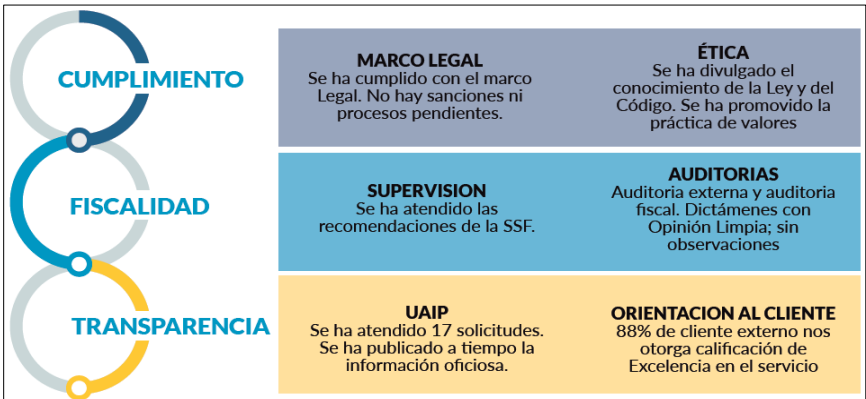 CUMPLIMIENTO
MARCO LEGAL
Se ha cumplido con el marco
Legal. No hay sanciones ni
procesos pendientes.
ÉTICA
Se ha divulgado el
conocimiento de la Ley y del
Código. Se ha promovido la
práctica de valores
FISCALIDAD
SUPERVISION
Se ha atendido las
recomendaciones de la SSF.
AUDITORIAS
Auditoria externa y auditoria
fiscal. Dictámenes con
Opinión Limpia; sin
observaciones
TRANSPARENCIA
UAIP
Se ha atendido 17 solicitudes.
Se ha publicado a tiempo la
información oficiosa.
ORIENTACION AL CLIENTE
88% de cliente externo nos
otorga calificación de
Excelencia en el servicio